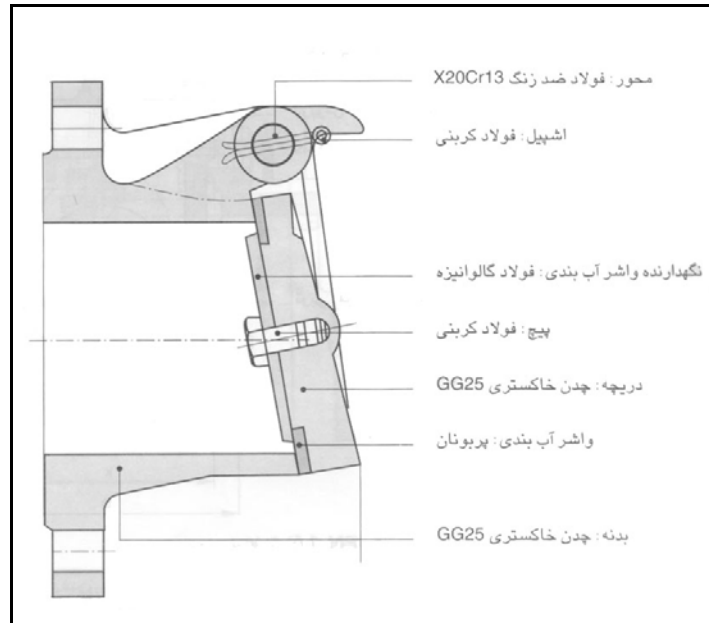 محور : فولاد ضد زنگ X20Cr13
اشپیل : فولاد کربنی
نگهدارنده واشر آب بندی : فولاد گالوانیزه
پیچ : فولاد کربنی
دریچه : چدن خاکستری GG25
واشر آب بندی : پربونان
بدنه : چدن خاکستری GG25